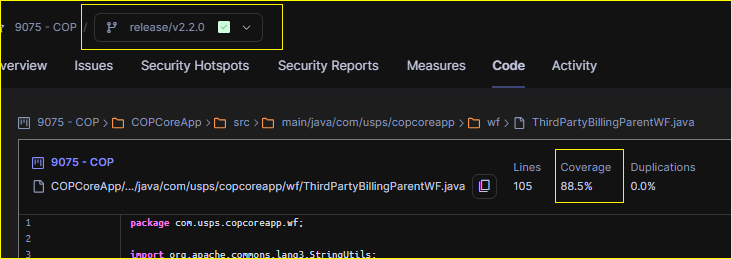 9075 - COP / release/v2.2.0
verview Issues Security Hotspots Security Reports Measures Code Activity
9075 - COP > COPCoreApp > src > main/java/com/usps/copcoreapp > wf > ThirdPartyBillingParentWF.java
9075 - COP
COPCoreApp/.../java/com/usps/copcoreapp/wf/ThirdPartyBillingParentWF.java
Lines Coverage Duplications
105 88.5% 0.0%
1 package com.usps.copcoreapp.wf;
2
3 import org.apache.commons.lang3.StringUtils;